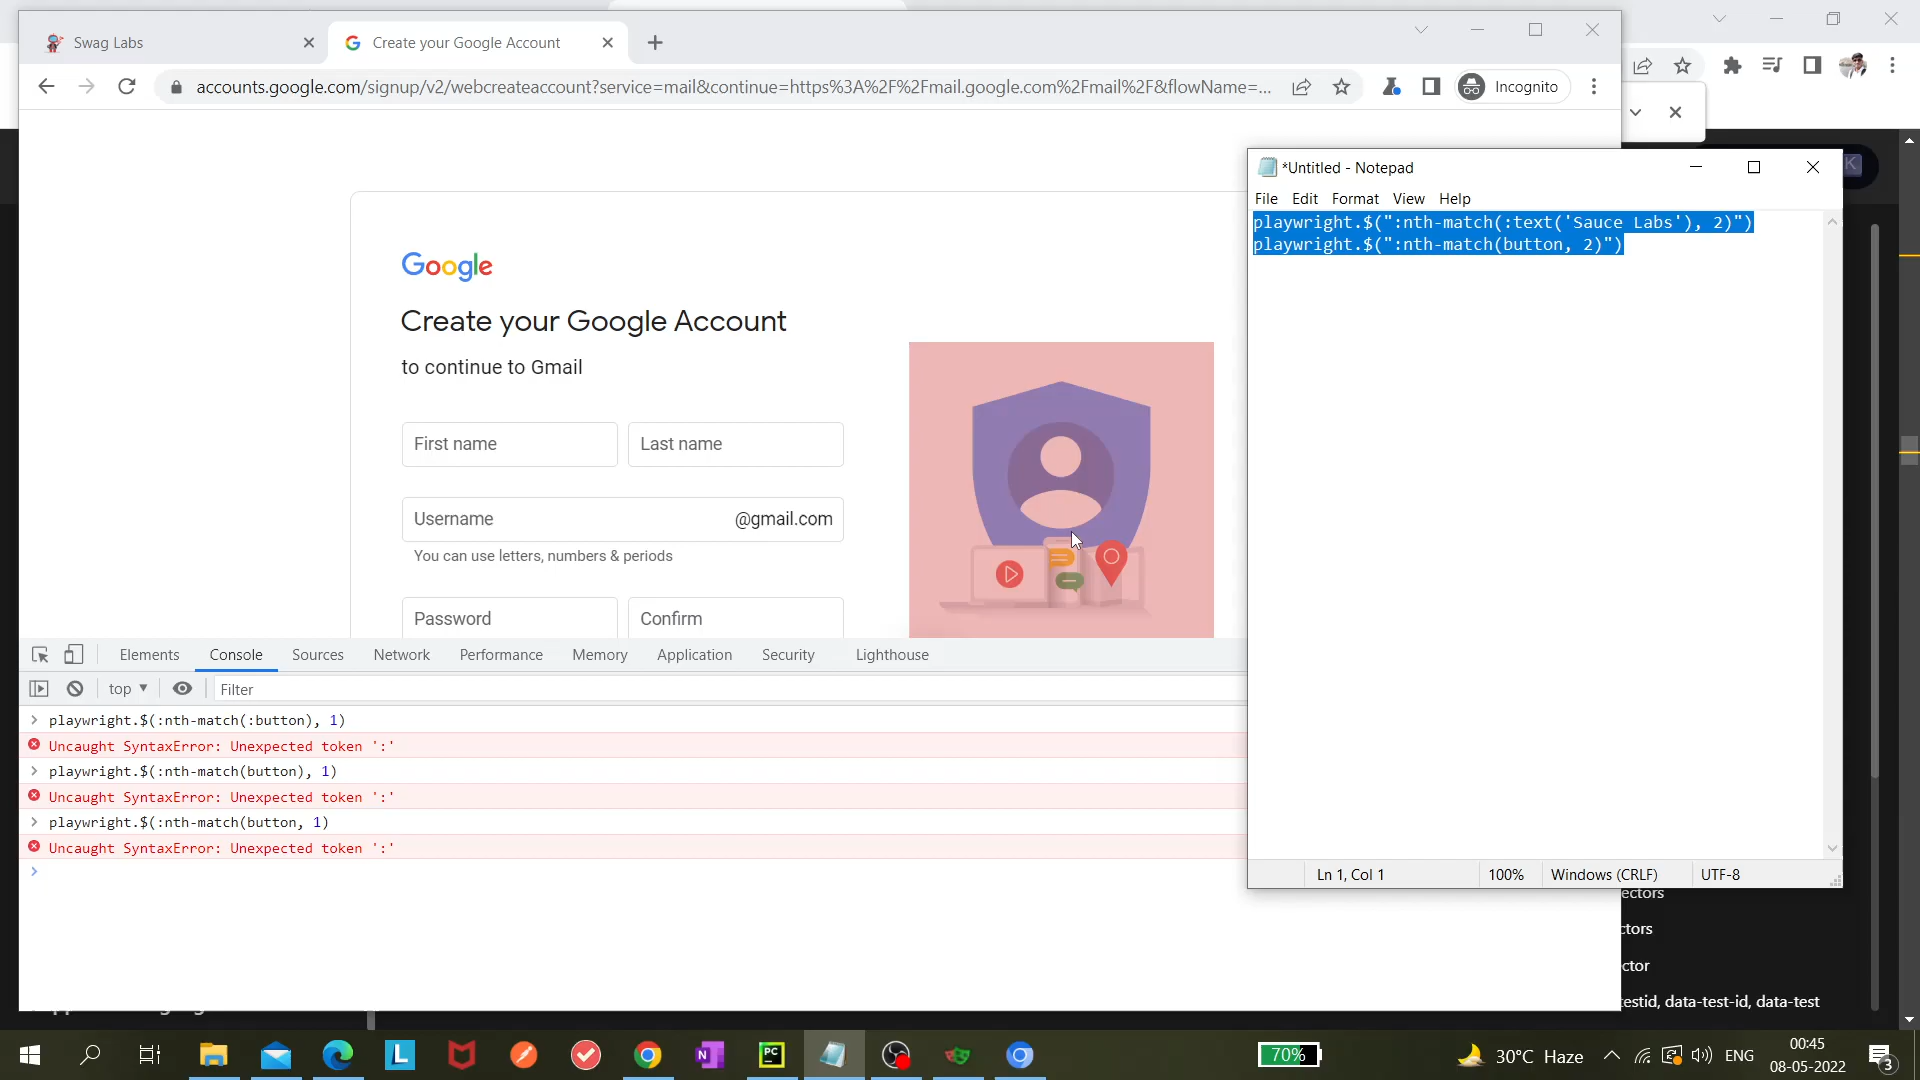 Swag Labs
Create your Google Account
accounts.google.com/signup/v2/webcreateaccount?service=mail&continue=https%3A%2F%2Fmail.google.com%2Fmail%2F&flowName=...
Incognito
K
*Untitled - Notepad
File Edit Format View Help
playwright.$(":nth-match(:text('Sauce Labs'), 2)")
playwright.$(":nth-match(button, 2)")
Google
Create your Google Account
to continue to Gmail
First name
Last name
Username
@gmail.com
You can use letters, numbers & periods
Password
Confirm
Elements Console Sources Network Performance Memory Application Security Lighthouse
top
Filter
playwright.$(:nth-match(:button), 1)
Uncaught SyntaxError: Unexpected token ':'
playwright.$(:nth-match(button), 1)
Uncaught SyntaxError: Unexpected token ':'
playwright.$(:nth-match(button, 1)
Uncaught SyntaxError: Unexpected token ':'
Ln 1, Col 1
100%
Windows (CRLF)
UTF-8
ectors
ctors
ector
estid, data-test-id, data-test
L
N
PC
70%
30°C Haze
ENG
00:45
08-05-2022
3